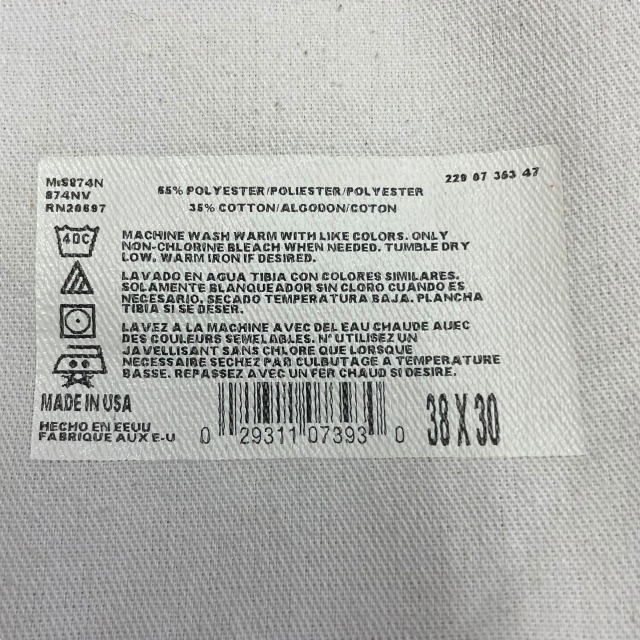 M:S874N
874NV
RN20697
65% POLYESTER/POLIESTER/POLYESTER
35% COTTON/ALGODON/COTON
229 07 353 47
40C
MACHINE WASH WARM WITH LIKE COLORS. ONLY
NON-CHLORINE BLEACH WHEN NEEDED. TUMBLE DRY
LOW. WARM IRON IF DESIRED.
LAVADO EN AGUA TIBIA CON COLORES SIMILARES.
SOLAMENTE BLANQUEADOR SIN CLORO CUANDO ES
NECESARIO. SECADO TEMPERATURA BAJA. PLANCHA
TIBIA SI SE DESER.
LAVEZ A LA MACHINE AVEC DEL EAU CHAUDE AUEC
DES COULEURS SEMELABLES. N' UTILISEZ UN
JAVELLISANT SANS CHLORE QUE LORSQUE
NECESSAIRE SECHEZ PAR CULBUTAGE A TEMPERATURE
BASSE. REPASSEZ AVEC UN FER CHAUD SI DESIRE.
MADE IN USA
HECHO EN EEUU
FABRIQUE AUX E-U
0 29311 07393 0
38 X 30